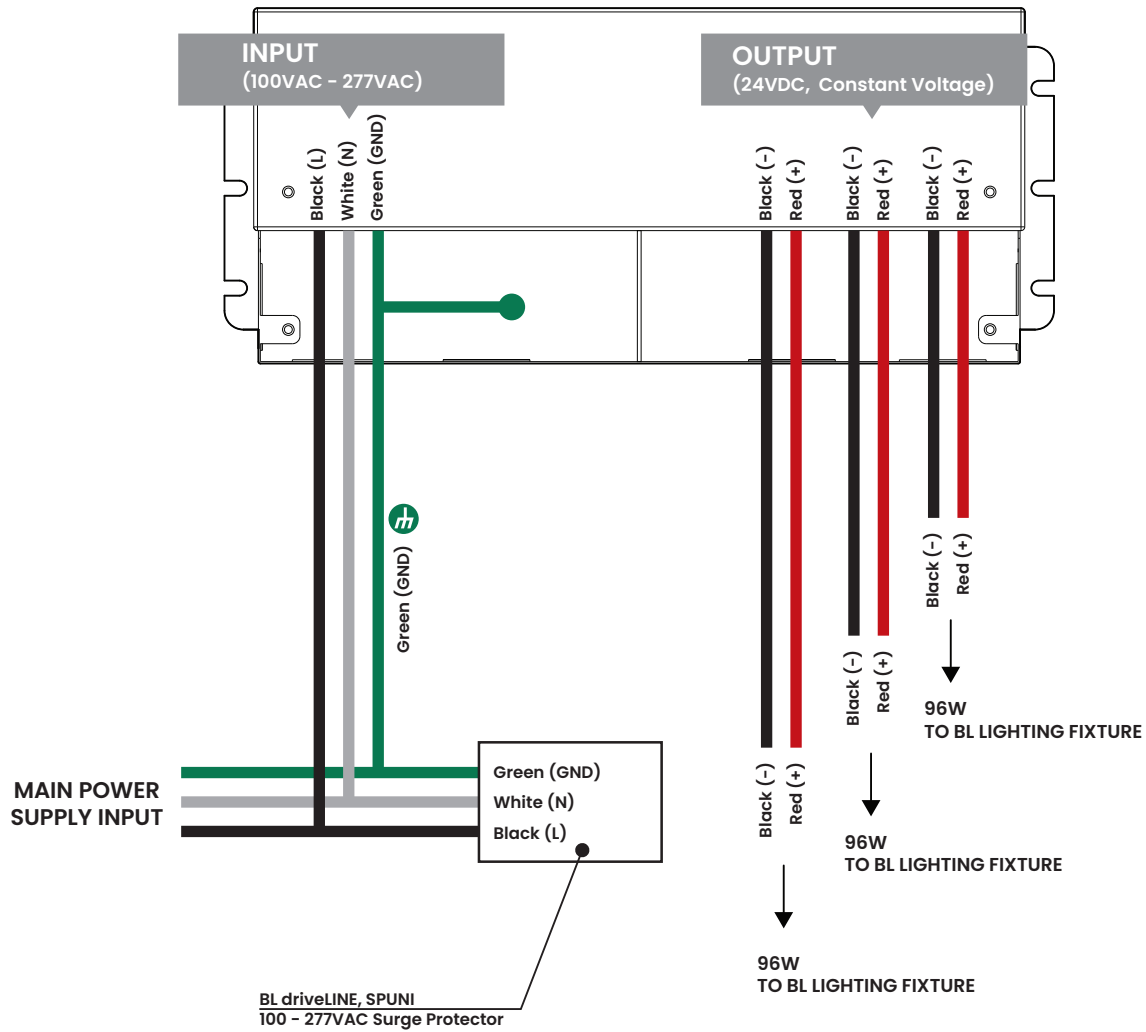 INPUT
(100VAC - 277VAC)
OUTPUT
(24VDC, Constant Voltage)
Black (L)
White (N)
Green (GND)
Black (-)
Red (+)
Black (-)
Red (+)
Black (-)
Red (+)
Green (GND)
Black (-)
Red (+)
96W
TO BL LIGHTING FIXTURE
Black (-)
Red (+)
96W
TO BL LIGHTING FIXTURE
Black (-)
Red (+)
96W
TO BL LIGHTING FIXTURE
MAIN POWER
SUPPLY INPUT
Green (GND)
White (N)
Black (L)
BL driveLINE, SPUNI
100 - 277VAC Surge Protector